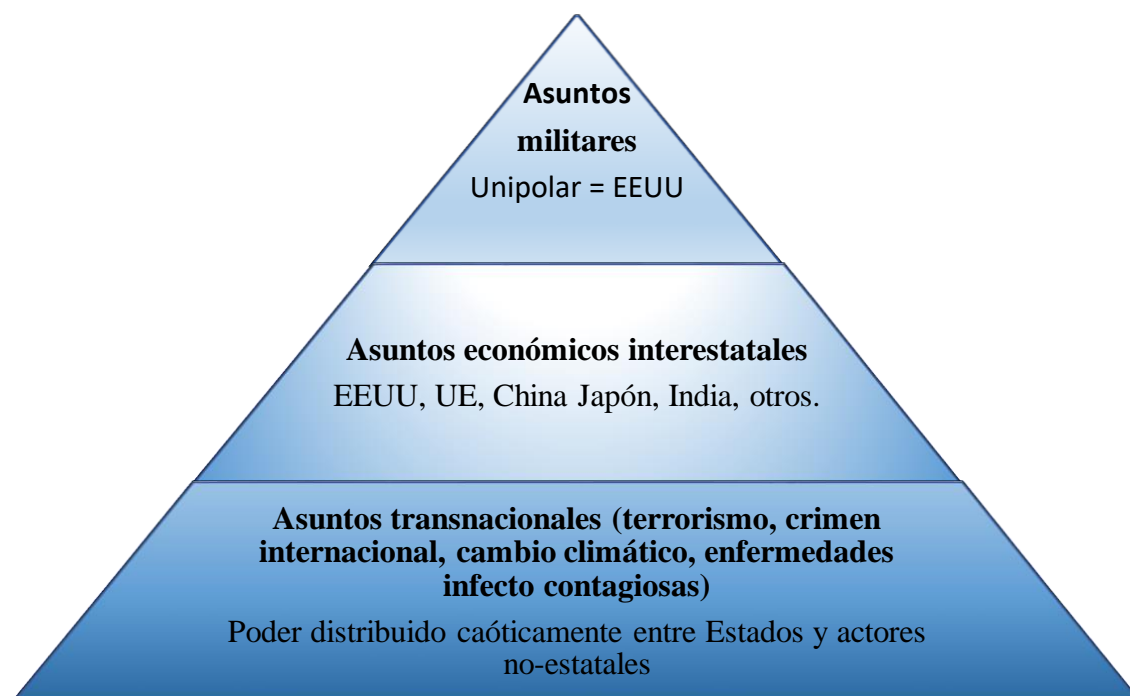 Asuntos
militares
Unipolar = EEUU
Asuntos económicos interestatales
EEUU, UE, China Japón, India, otros.
Asuntos transnacionales (terrorismo, crimen
internacional, cambio climático, enfermedades
infecto contagiosas)
Poder distribuido caóticamente entre Estados y actores
no-estatales